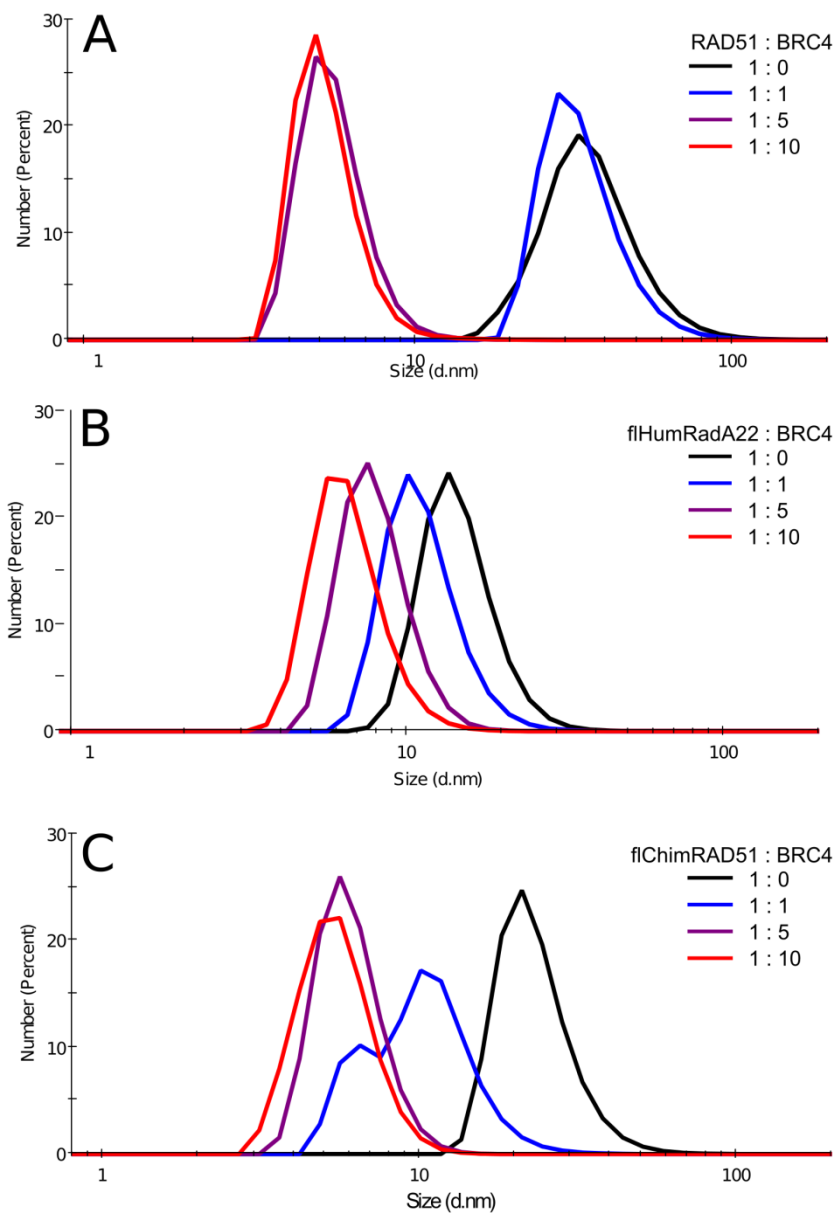 A
RAD51 : BRC4
1 : 0
1 : 1
1 : 5
1 : 10
Number (Percent)
30
20
10
0
1 10 100
Size (d.nm)
B
flHumRadA22 : BRC4
1 : 0
1 : 1
1 : 5
1 : 10
Number (Percent)
30
20
10
0
1 10 100
Size (d.nm)
C
flChimRAD51 : BRC4
1 : 0
1 : 1
1 : 5
1 : 10
Number (Percent)
30
20
10
0
1 10 100
Size (d.nm)